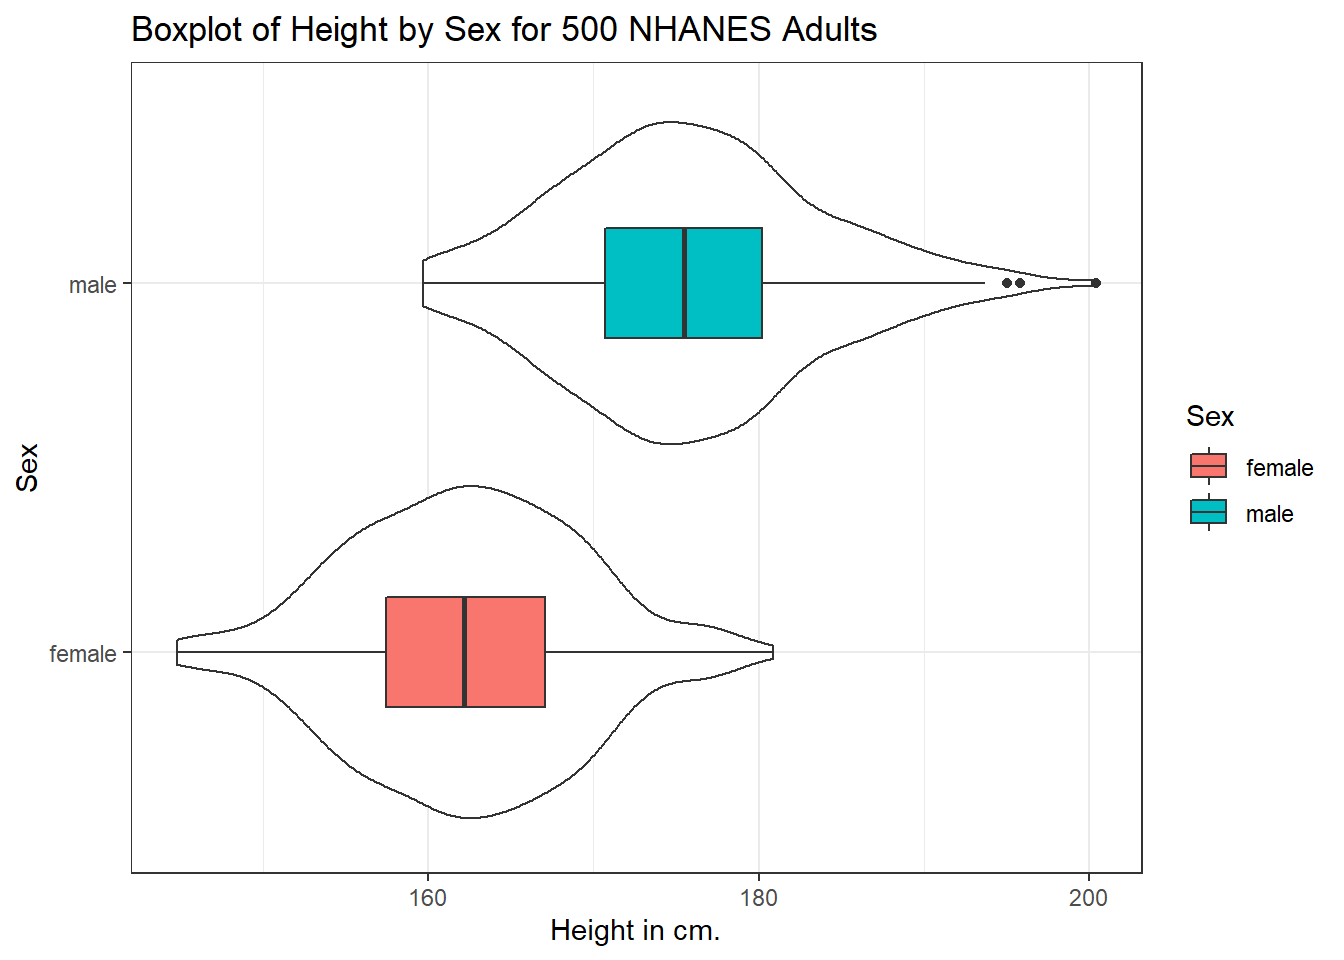 Boxplot of Height by Sex for 500 NHANES Adults
Sex
male
female
160 180 200
Height in cm.
Sex
female
male